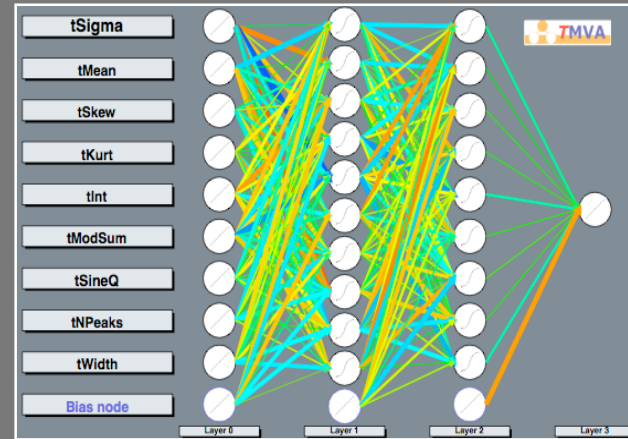 tSigma
TMVA
tMean
tSkew
tKurt
tInt
tModSum
tSineQ
tNPeaks
tWidth
Bias node
Layer 0
Layer 1
Layer 2
Layer 3